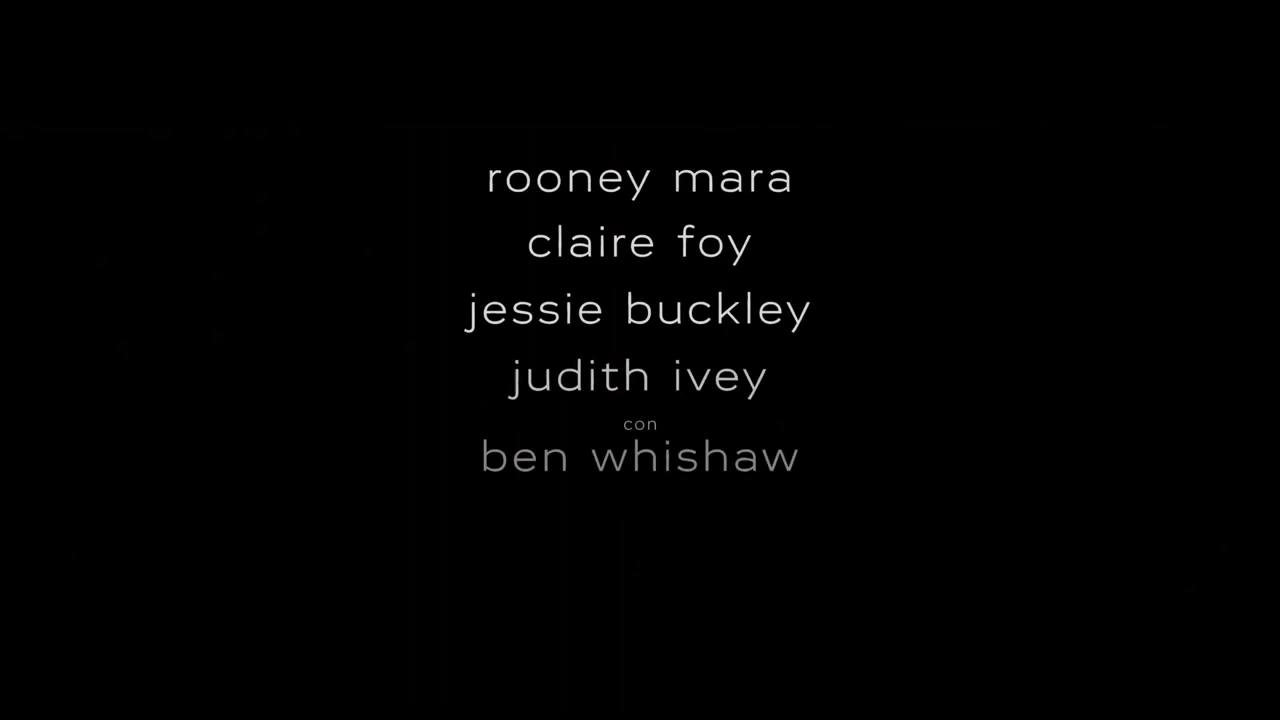 rooney mara
claire foy
jessie buckley
judith ivey
con
ben whishaw